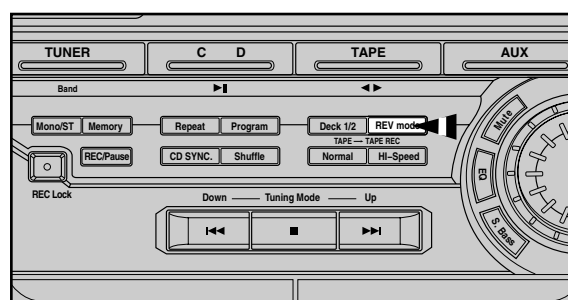 TUNER C D TAPE AUX
Band
Mono/ST Memory Repeat Program Deck 1/2 REV mode Mute
TAPE → TAPE REC
REC/Pause CD SYNC. Shuffle Normal HI-Speed EQ
REC Lock
Down Tuning Mode Up
S. Bass